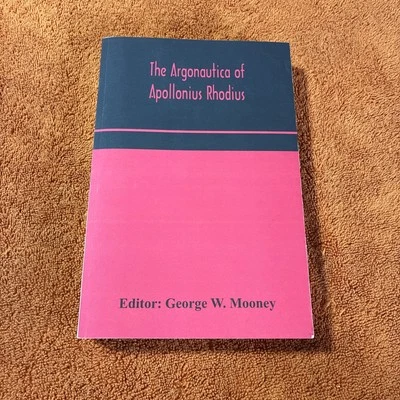 The Argonautica of
Apollonius Rhodius
Editor: George W. Mooney